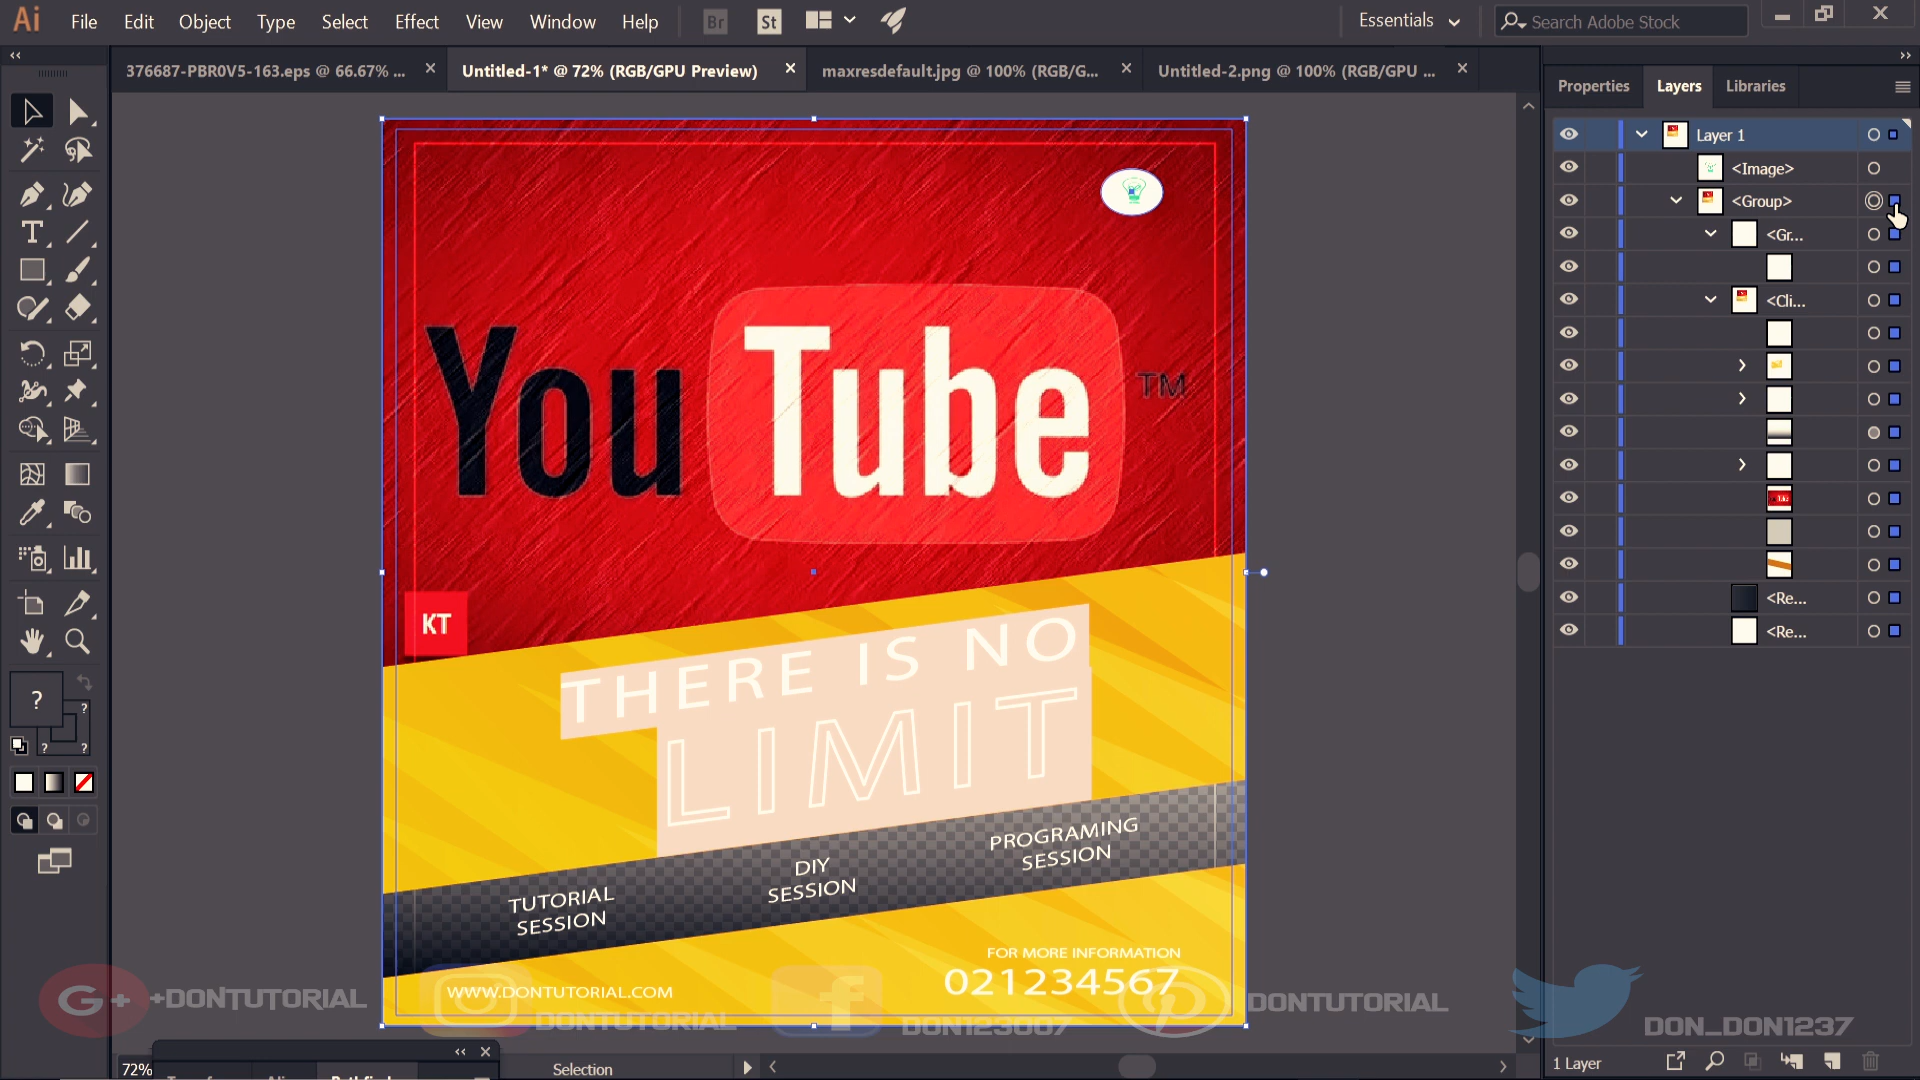 Ai File Edit Object Type Select Effect View Window Help Br St Essentials Search Adobe Stock
376687-PBR0V5-163.eps @ 66.67% ... Untitled-1* @ 72% (RGB/GPU Preview) maxresdefault.jpg @ 100% (RGB/G... Untitled-2.png @ 100% (RGB/GPU ...
Properties Layers Libraries
Layer 1
<Image>
<Group>
<Gr...
<Cli...
<Re...
<Re...
You Tube TM
KT
THERE IS NO
LIMIT
PROGRAMING
SESSION
DIY
SESSION
TUTORIAL
SESSION
FOR MORE INFORMATION
021234567
WWW.DONTUTORIAL.COM
G+ +DONTUTORIAL
DONTUTORIAL
DON123007
DONTUTORIAL
DON_DON1237
72% Selection
1 Layer